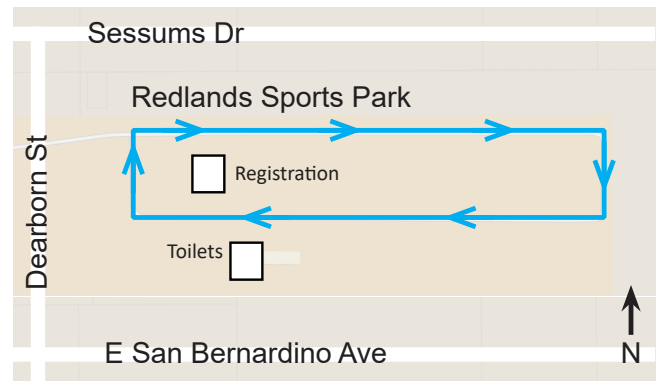 Sessums Dr
Redlands Sports Park
Dearborn St
Registration
Toilets
E San Bernardino Ave
N